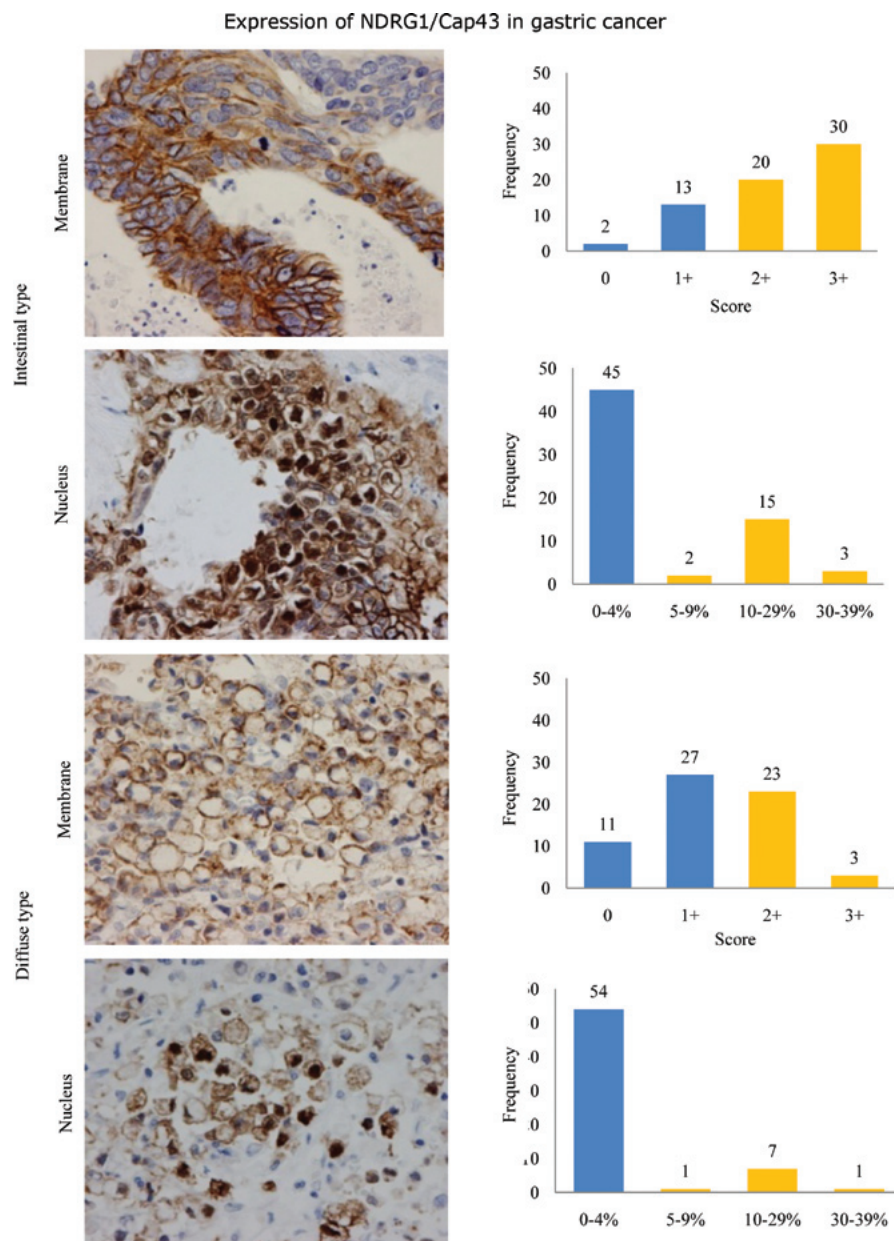 Expression of NDRG1/Cap43 in gastric cancer
Intestinal type
Membrane
Frequency
50
40
30
20
10
0
2
13
20
30
0 1+ 2+ 3+
Score
Nucleus
Frequency
50
40
30
20
10
0
45
2
15
3
0-4% 5-9% 10-29% 30-39%
Diffuse type
Membrane
Frequency
50
40
30
20
10
0
11
27
23
3
0 1+ 2+ 3+
Score
Nucleus
Frequency
0
54
1
7
1
0-4% 5-9% 10-29% 30-39%